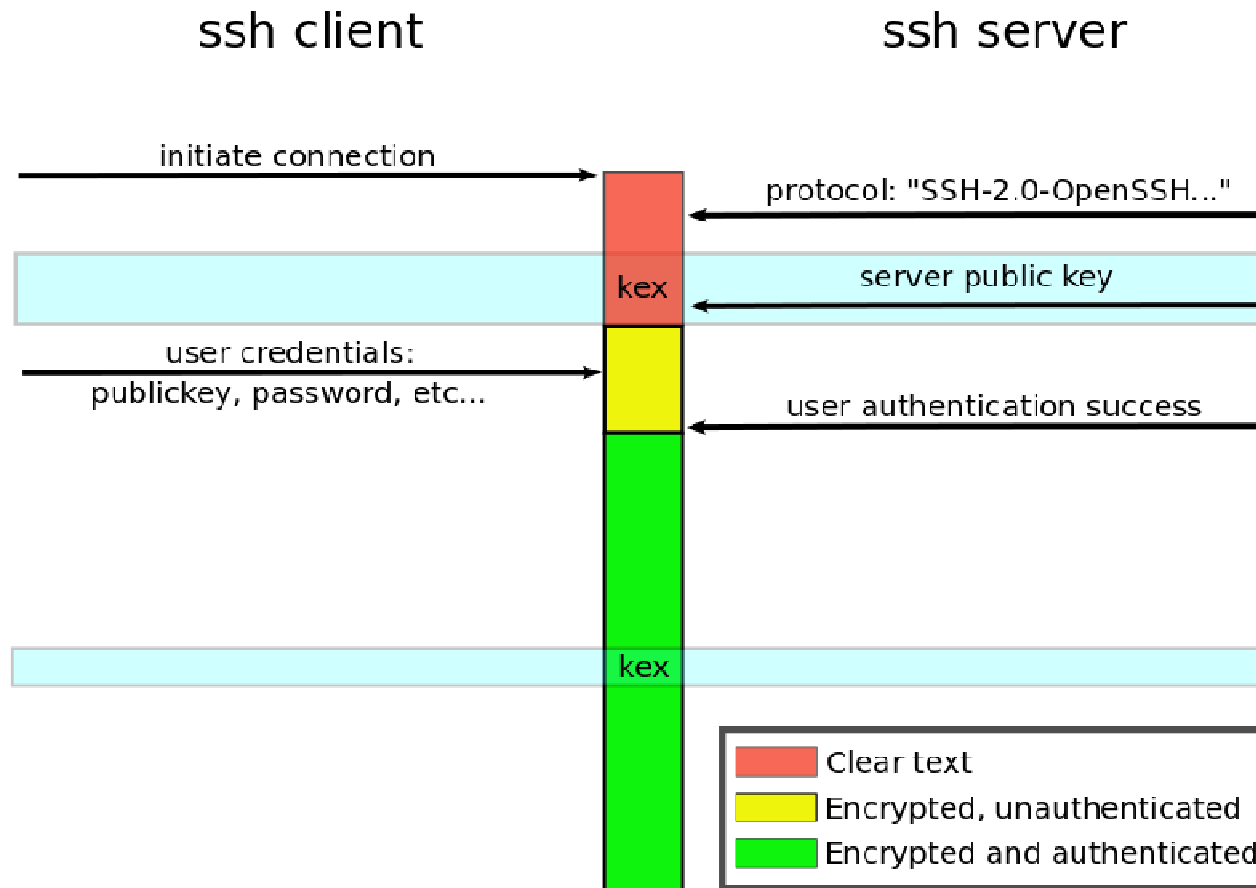 ssh client
ssh server
initiate connection
protocol: "SSH-2.0-OpenSSH..."
kex
server public key
user credentials:
publickey, password, etc...
user authentication success
kex
Clear text
Encrypted, unauthenticated
Encrypted and authenticated